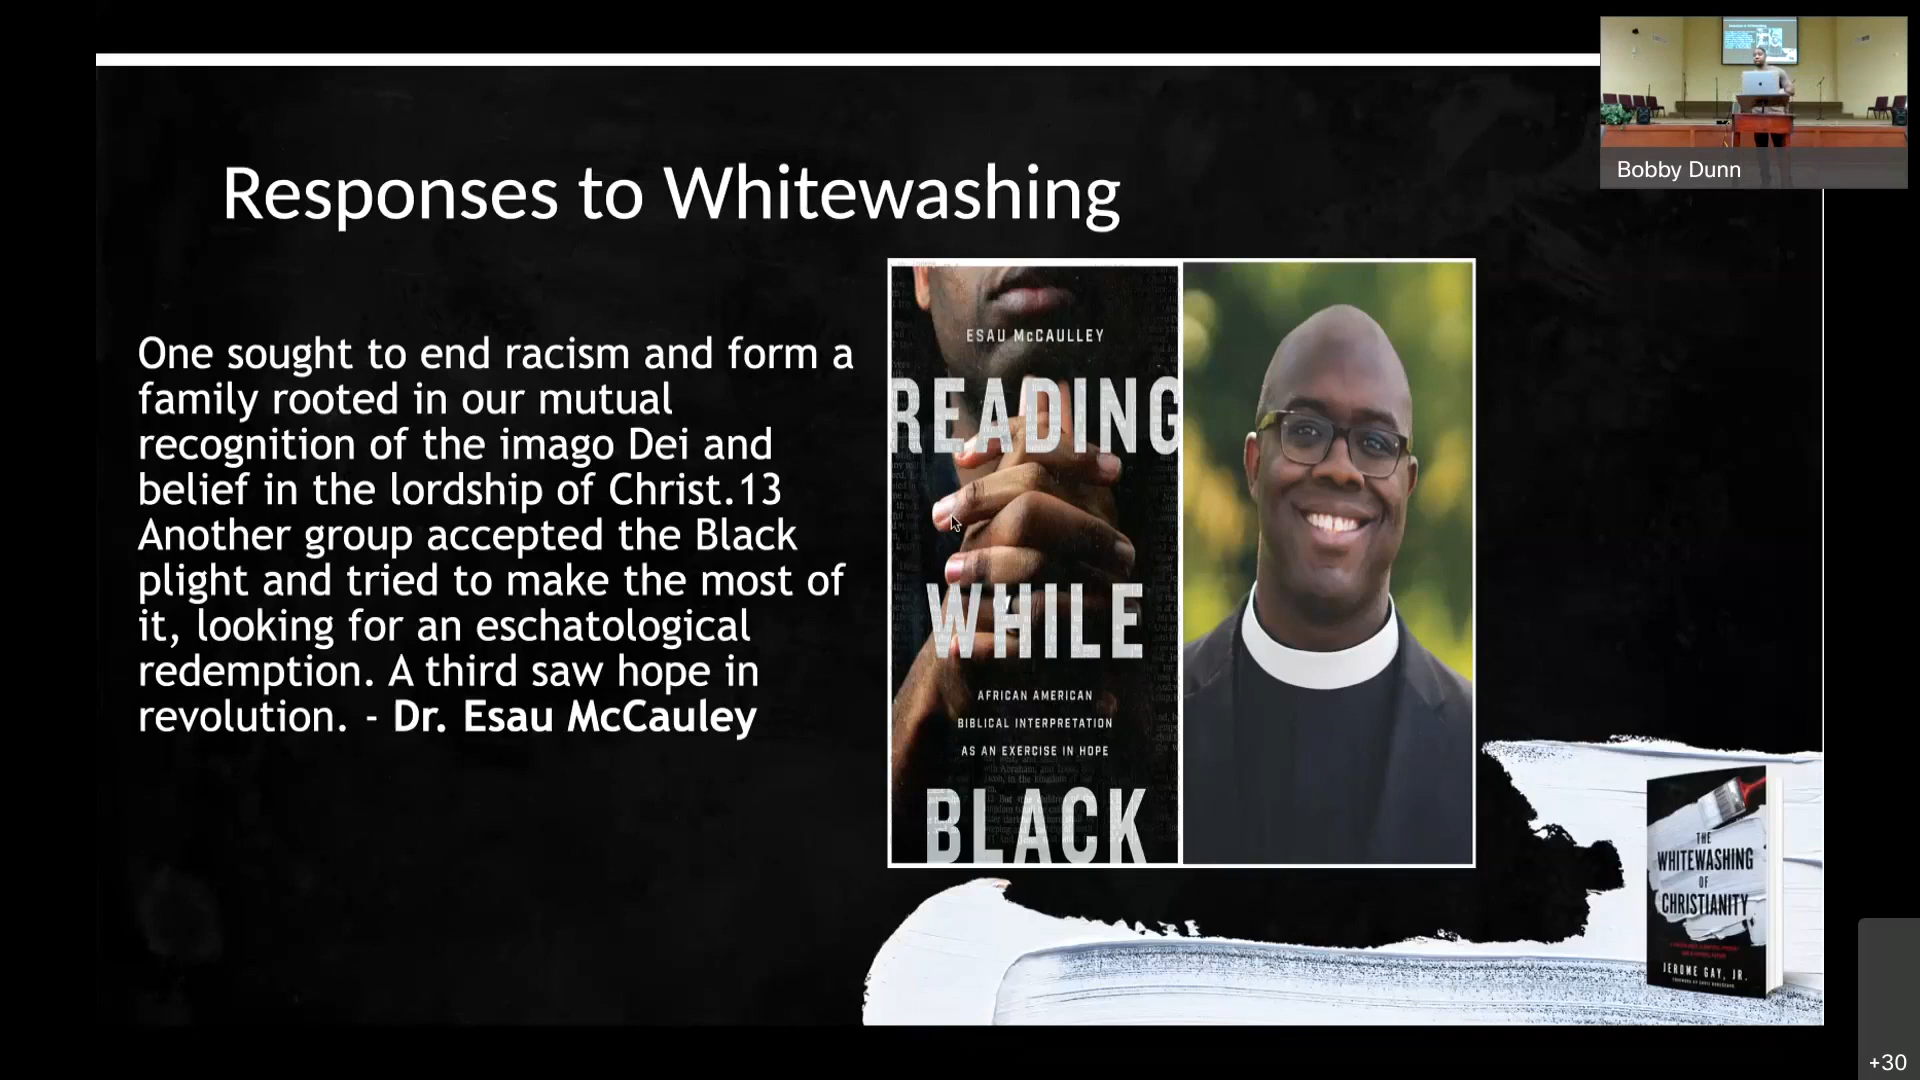 Responses to Whitewashing
One sought to end racism and form a
family rooted in our mutual
recognition of the imago Dei and
belief in the lordship of Christ.13
Another group accepted the Black
plight and tried to make the most of
it, looking for an eschatological
redemption. A third saw hope in
revolution. - Dr. Esau McCauley
ESAU McCAULLEY
READING
WHILE
AFRICAN AMERICAN
BIBLICAL INTERPRETATION
AS AN EXERCISE IN HOPE
BLACK
THE
WHITEWASHING
OF
CHRISTIANITY
JEROME GAY, JR.
Bobby Dunn
+30